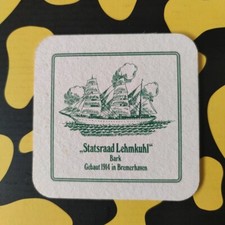 „Statsraad Lehmkuhl“
Bark
Gebaut 1914 in Bremerhaven